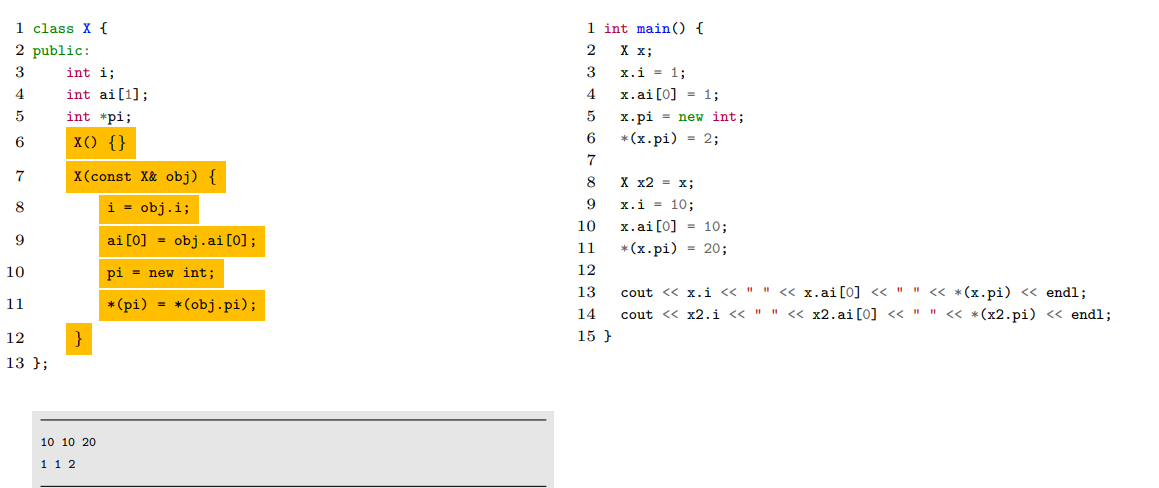 1 class X {
2 public:
3     int i;
4     int ai[1];
5     int *pi;
6     X() {}
7     X(const X& obj) {
8         i = obj.i;
9         ai[0] = obj.ai[0];
10         pi = new int;
11         *(pi) = *(obj.pi);
12     }
13 };
10 10 20
1 1 2
1 int main() {
2   X x;
3   x.i = 1;
4   x.ai[0] = 1;
5   x.pi = new int;
6   *(x.pi) = 2;
7
8   X x2 = x;
9   x.i = 10;
10   x.ai[0] = 10;
11   *(x.pi) = 20;
12
13   cout << x.i << " " << x.ai[0] << " " << *(x.pi) << endl;
14   cout << x2.i << " " << x2.ai[0] << " " << *(x2.pi) << endl;
15 }